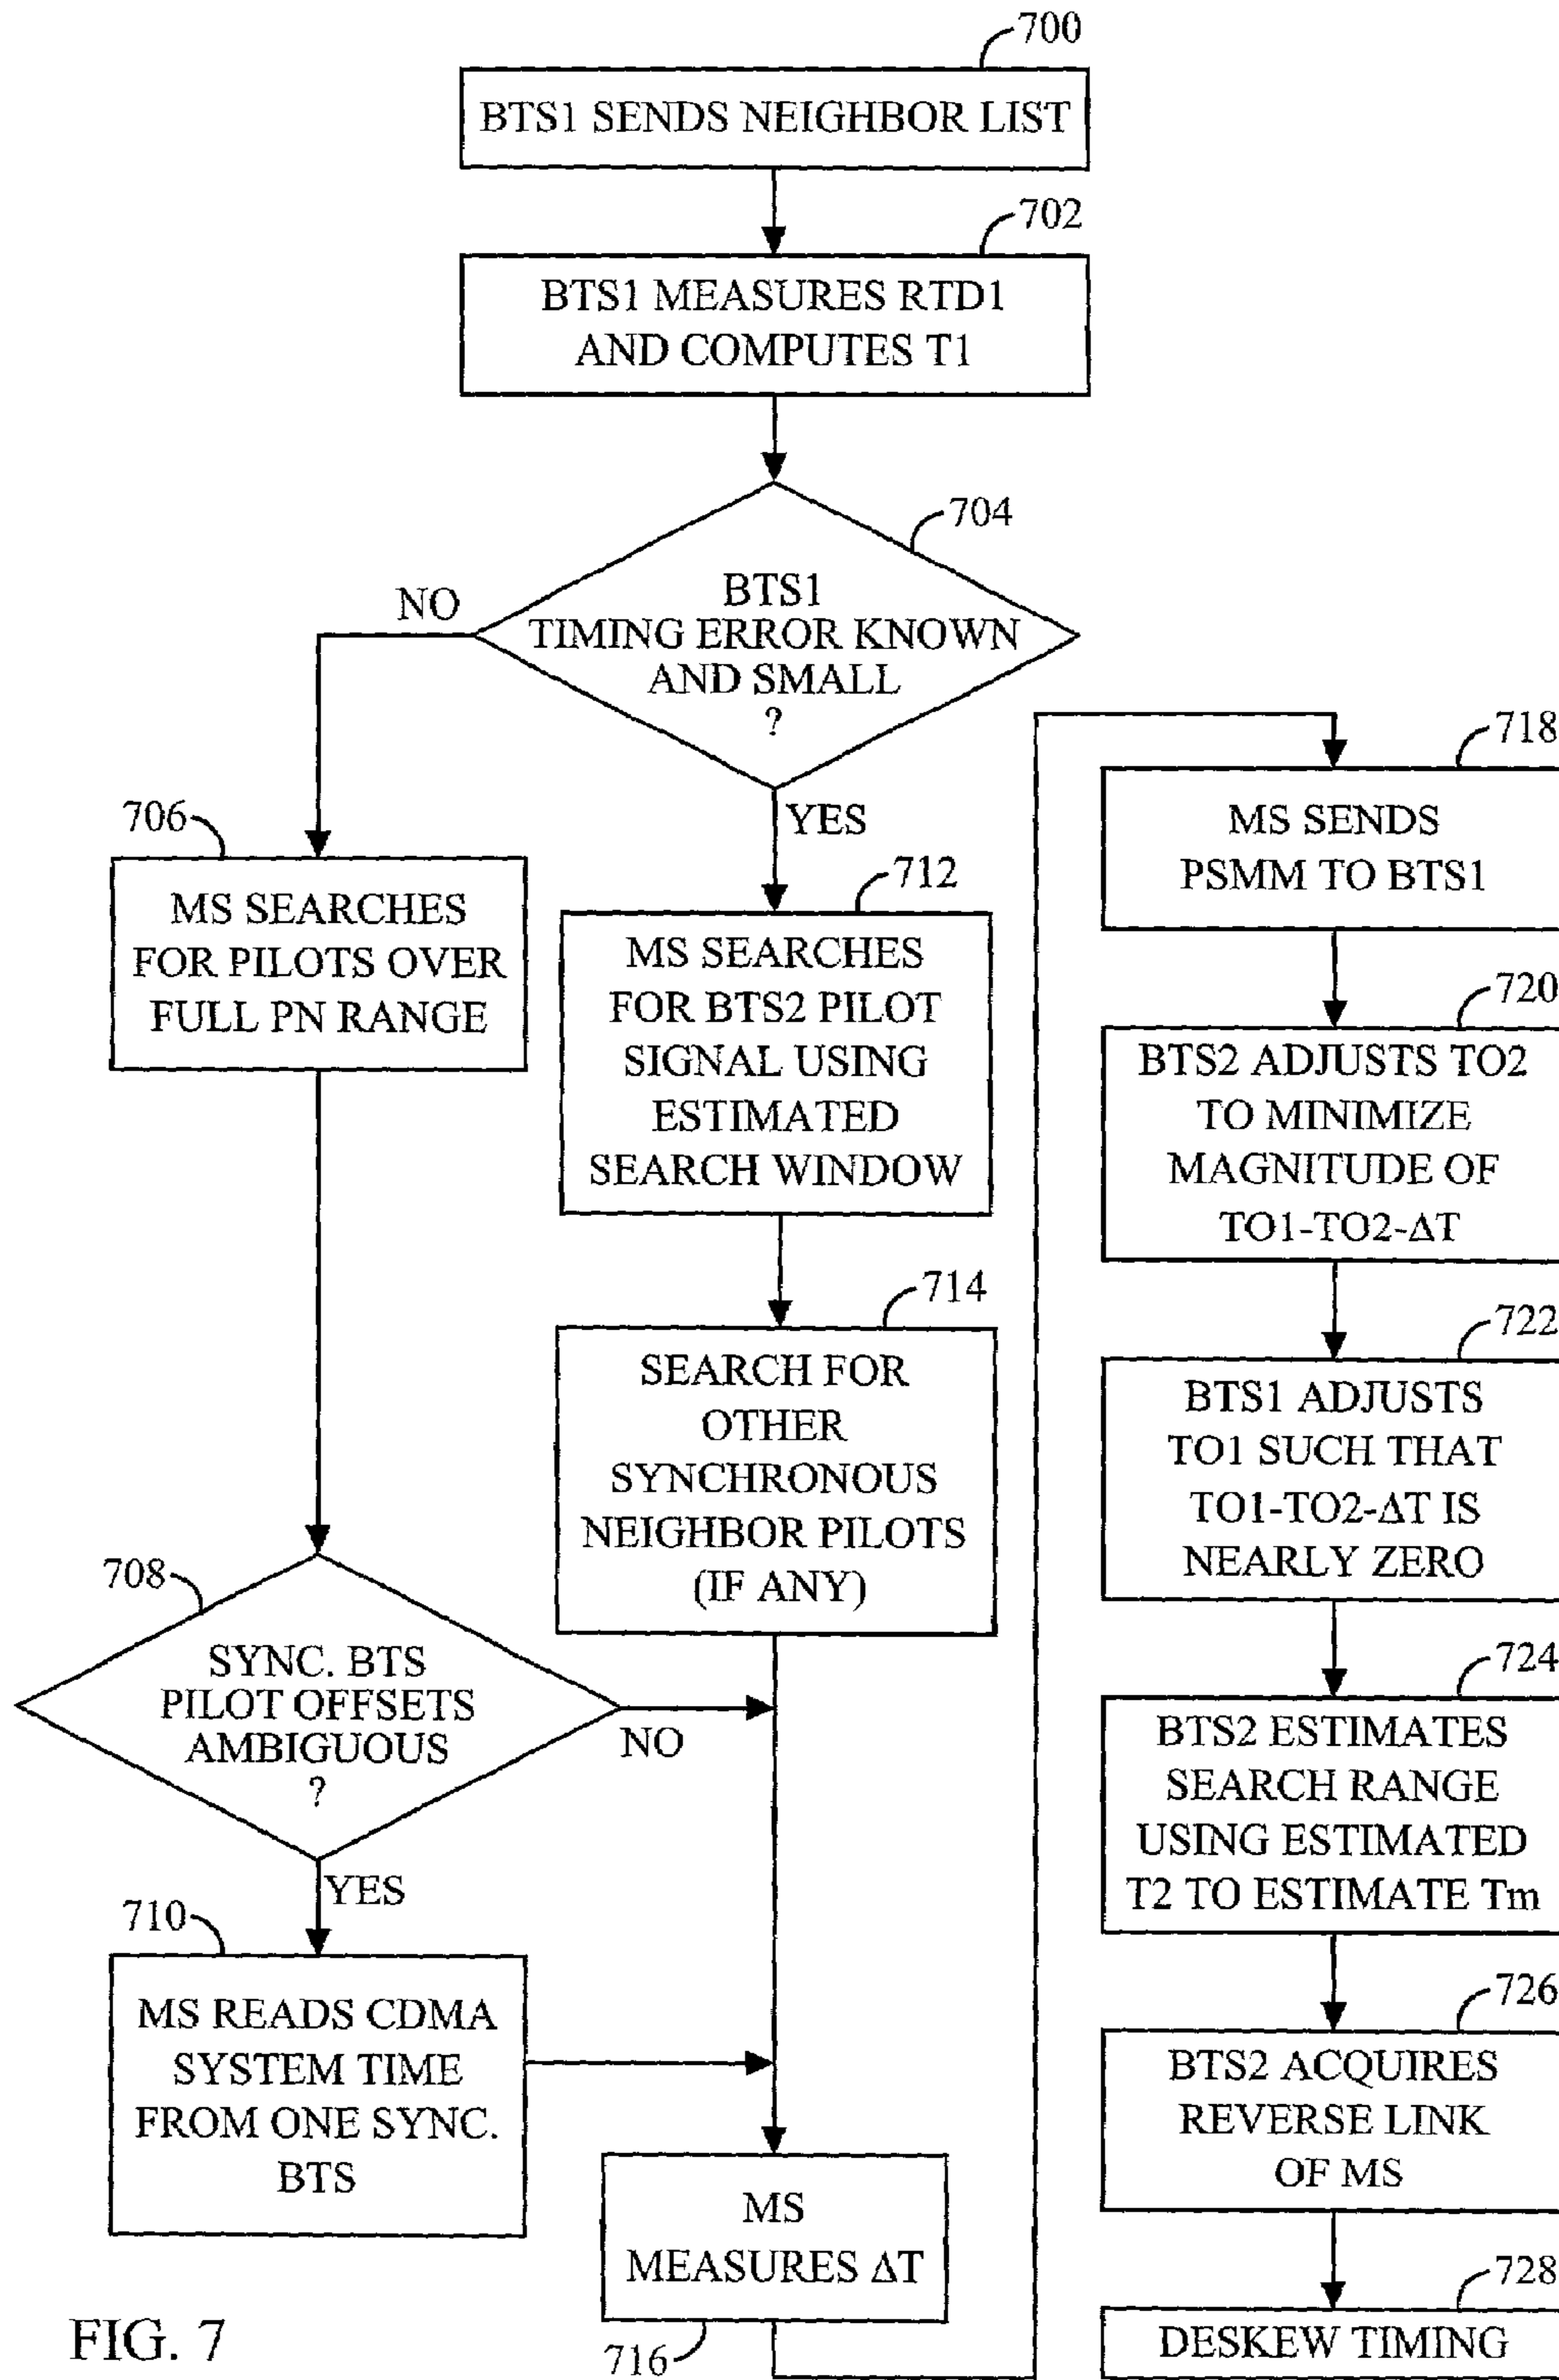 700
BTS1 SENDS NEIGHBOR LIST
702
BTS1 MEASURES RTD1
AND COMPUTES T1
704
BTS1
TIMING ERROR KNOWN
AND SMALL
?
NO
YES
706
MS SEARCHES
FOR PILOTS OVER
FULL PN RANGE
708
SYNC. BTS
PILOT OFFSETS
AMBIGUOUS
?
NO
YES
710
MS READS CDMA
SYSTEM TIME
FROM ONE SYNC.
BTS
712
MS SEARCHES
FOR BTS2 PILOT
SIGNAL USING
ESTIMATED
SEARCH WINDOW
714
SEARCH FOR
OTHER
SYNCHRONOUS
NEIGHBOR PILOTS
(IF ANY)
MS
MEASURES ΔT
716
718
MS SENDS
PSMM TO BTS1
720
BTS2 ADJUSTS TO2
TO MINIMIZE
MAGNITUDE OF
TO1-TO2-ΔT
722
BTS1 ADJUSTS
TO1 SUCH THAT
TO1-TO2-ΔT IS
NEARLY ZERO
724
BTS2 ESTIMATES
SEARCH RANGE
USING ESTIMATED
T2 TO ESTIMATE Tm
726
BTS2 ACQUIRES
REVERSE LINK
OF MS
728
DESKEW TIMING
FIG. 7